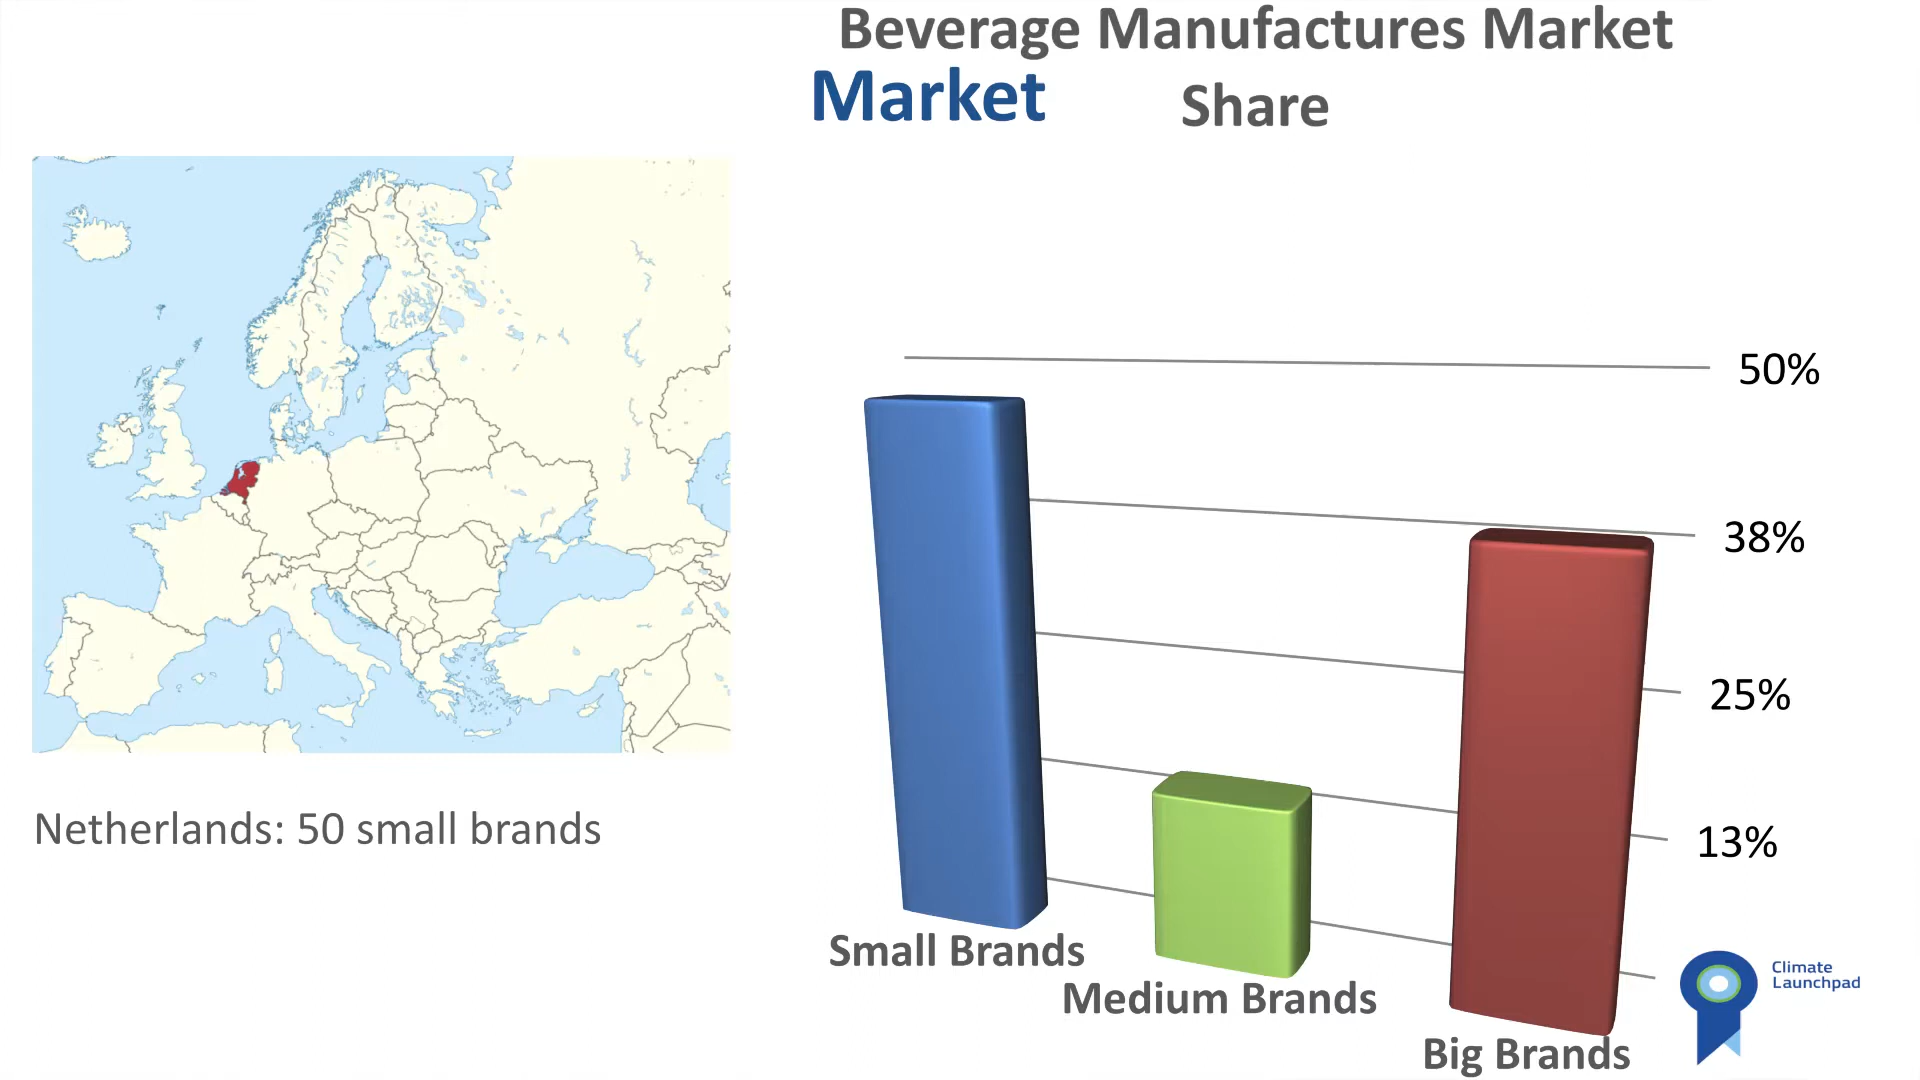 Beverage Manufactures Market
Share
Market
Netherlands: 50 small brands
50%
38%
25%
13%
Small Brands
Medium Brands
Big Brands
Climate
Launchpad